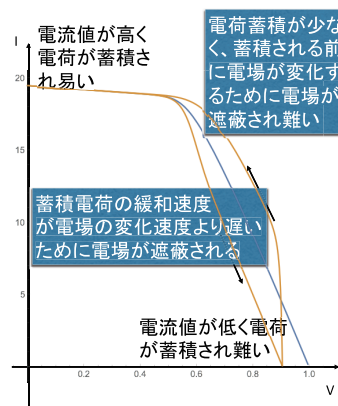 I
電流値が高く
電荷が蓄積さ
れ易い
電荷蓄積が少な
く、蓄積される前
に電場が変化す
るために電場が
遮蔽され難い
20
15
蓄積電荷の緩和速度
が電場の変化速度より遅い
ために電場が遮蔽される
10
5
電流値が低く電荷
が蓄積され難い
0.2 0.4 0.6 0.8 1.0
V